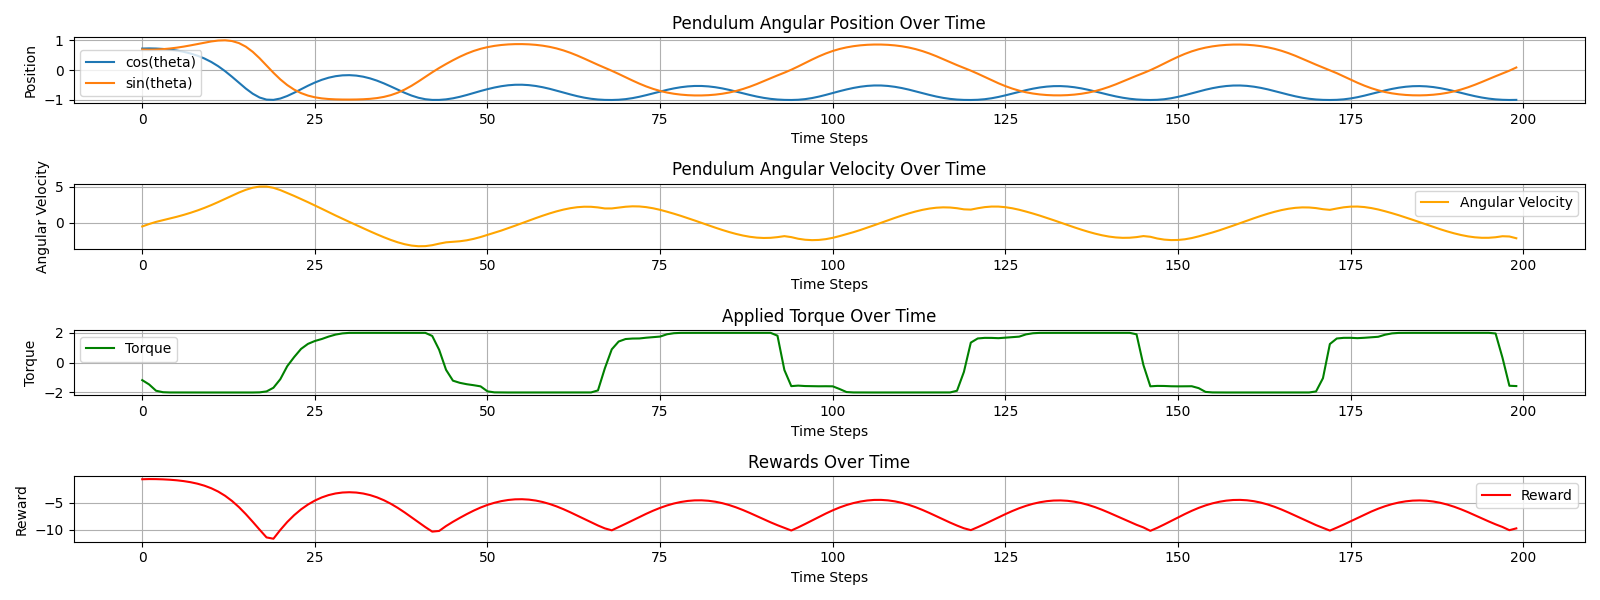 Pendulum Angular Position Over Time
Position
1
0
−1
cos(theta)
sin(theta)
0 25 50 75 100 125 150 175 200
Time Steps
Pendulum Angular Velocity Over Time
Angular Velocity
5
0
Angular Velocity
0 25 50 75 100 125 150 175 200
Time Steps
Applied Torque Over Time
Torque
2
0
−2
Torque
0 25 50 75 100 125 150 175 200
Time Steps
Rewards Over Time
Reward
−5
−10
Reward
0 25 50 75 100 125 150 175 200
Time Steps